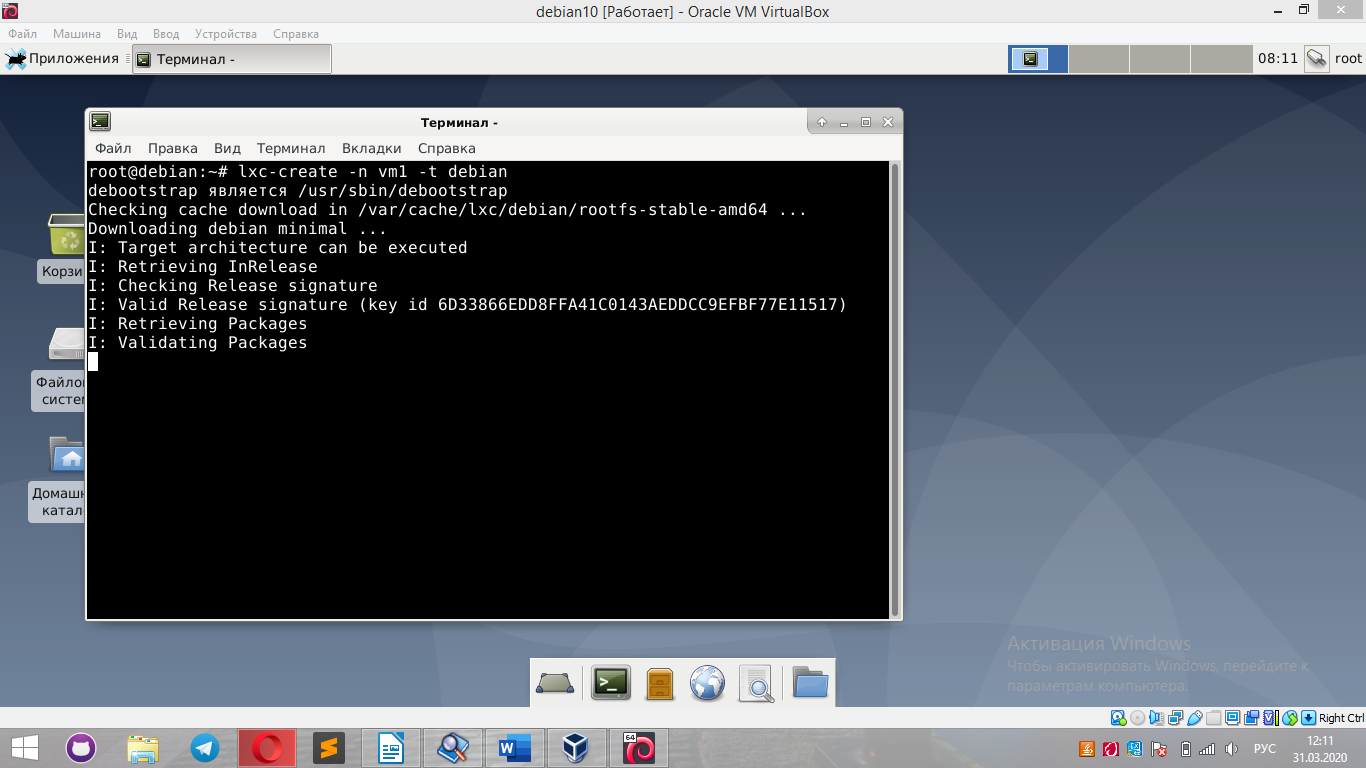 debian10 [Работает] - Oracle VM VirtualBox
Файл Машина Вид Ввод Устройства Справка
Приложения Терминал - 08:11 root
Терминал -
Файл Правка Вид Терминал Вкладки Справка
root@debian:~# lxc-create -n vm1 -t debian
debootstrap является /usr/sbin/debootstrap
Checking cache download in /var/cache/lxc/debian/rootfs-stable-amd64 ...
Downloading debian minimal ...
I: Target architecture can be executed
I: Retrieving InRelease
I: Checking Release signature
I: Valid Release signature (key id 6D33866EDD8FFA41C0143AEDDCC9EFBF77E11517)
I: Retrieving Packages
I: Validating Packages
Корзи
Файло
систем
Домашн
катал
Активация Windows
Чтобы активировать Windows, перейдите к
параметрам компьютера.
Right Ctrl
64
РУС
12:11
31.03.2020